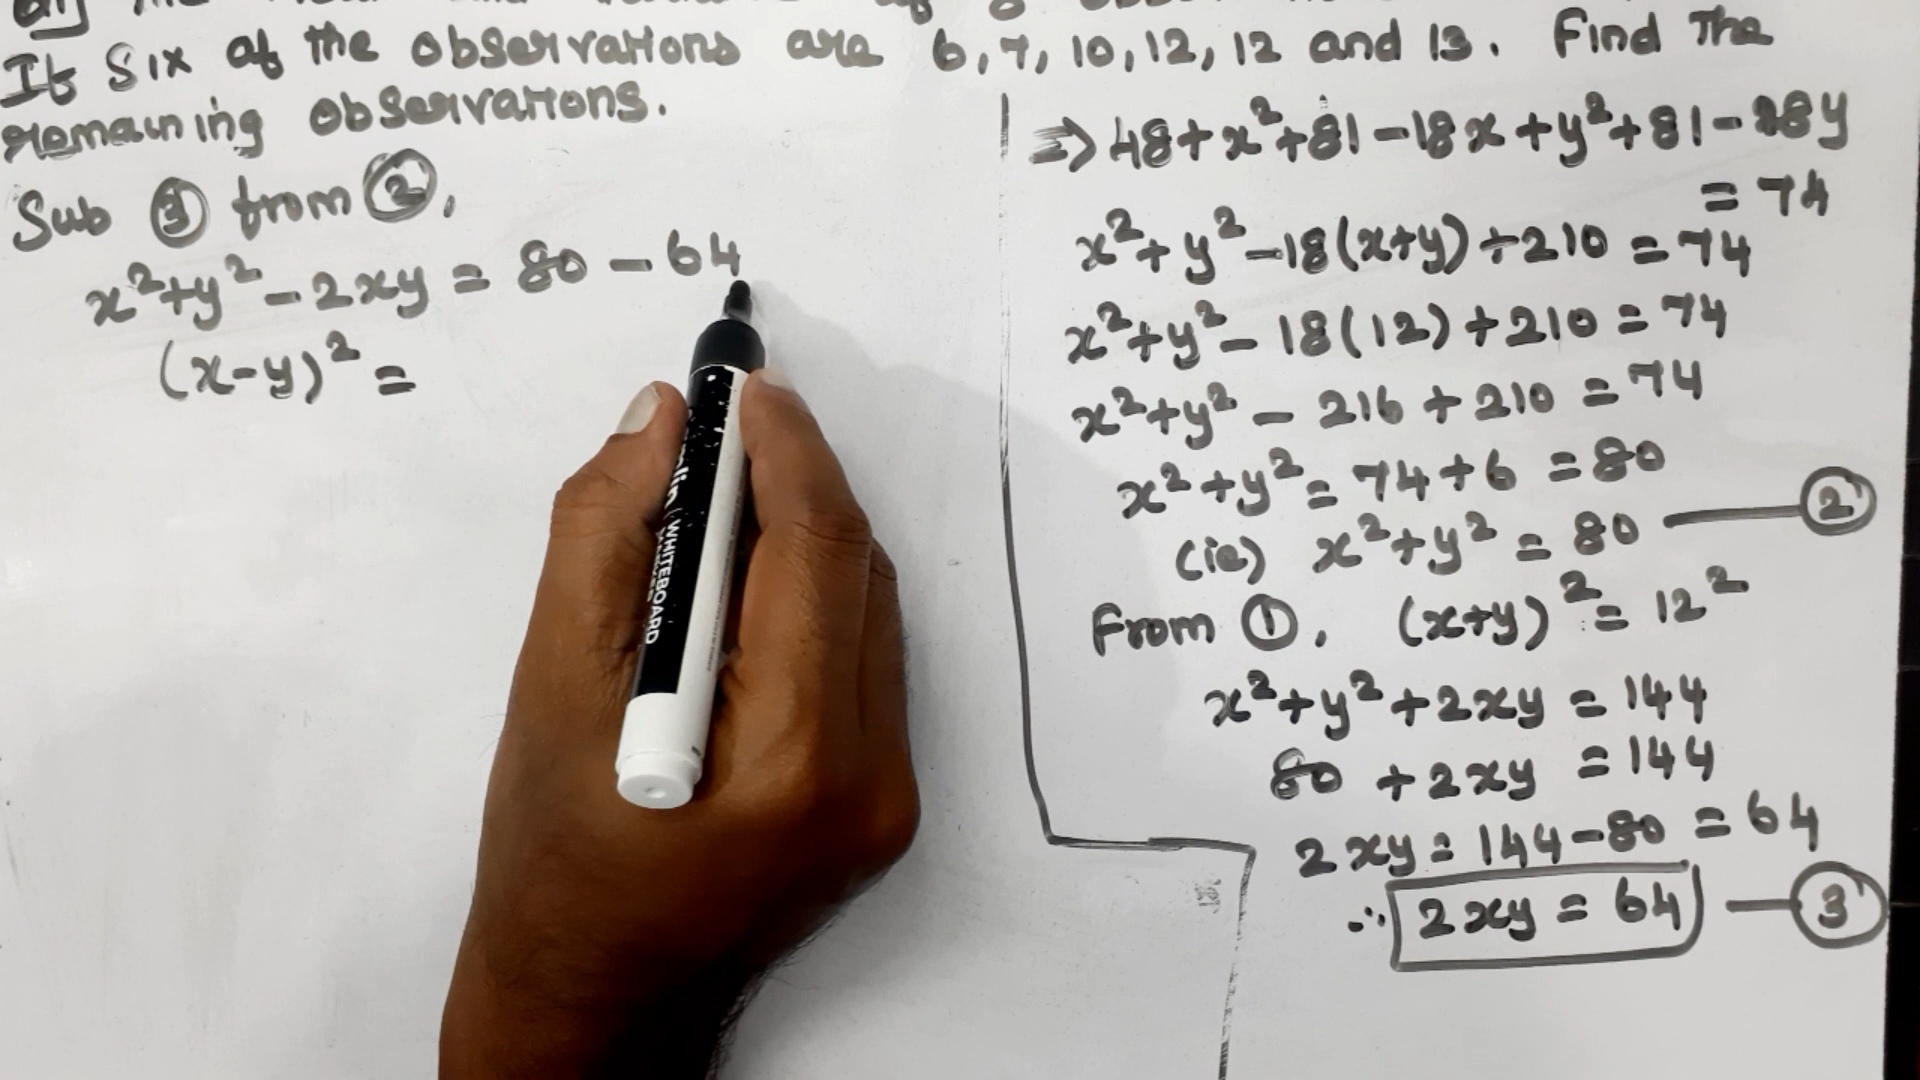 If six of the observations are 6, 7, 10, 12, 12 and 13. Find The
remaining observations.
Sub ③ from ②,
x²+y²-2xy = 80 - 64
(x-y)² =
⇒ 48+x²+81-18x+y²+81-18y
= 74
x²+y²-18(x+y)+210 = 74
x²+y²- 18(12)+210 = 74
x²+y² - 216 + 210 = 74
x²+y² = 74+6 = 80
(ie) x²+y² = 80 — ②
From ①, (x+y)² = 12²
x²+y²+2xy = 144
80 +2xy = 144
2xy = 144-80 = 64
∴ 2xy = 64 — ③
WHITEBOARD